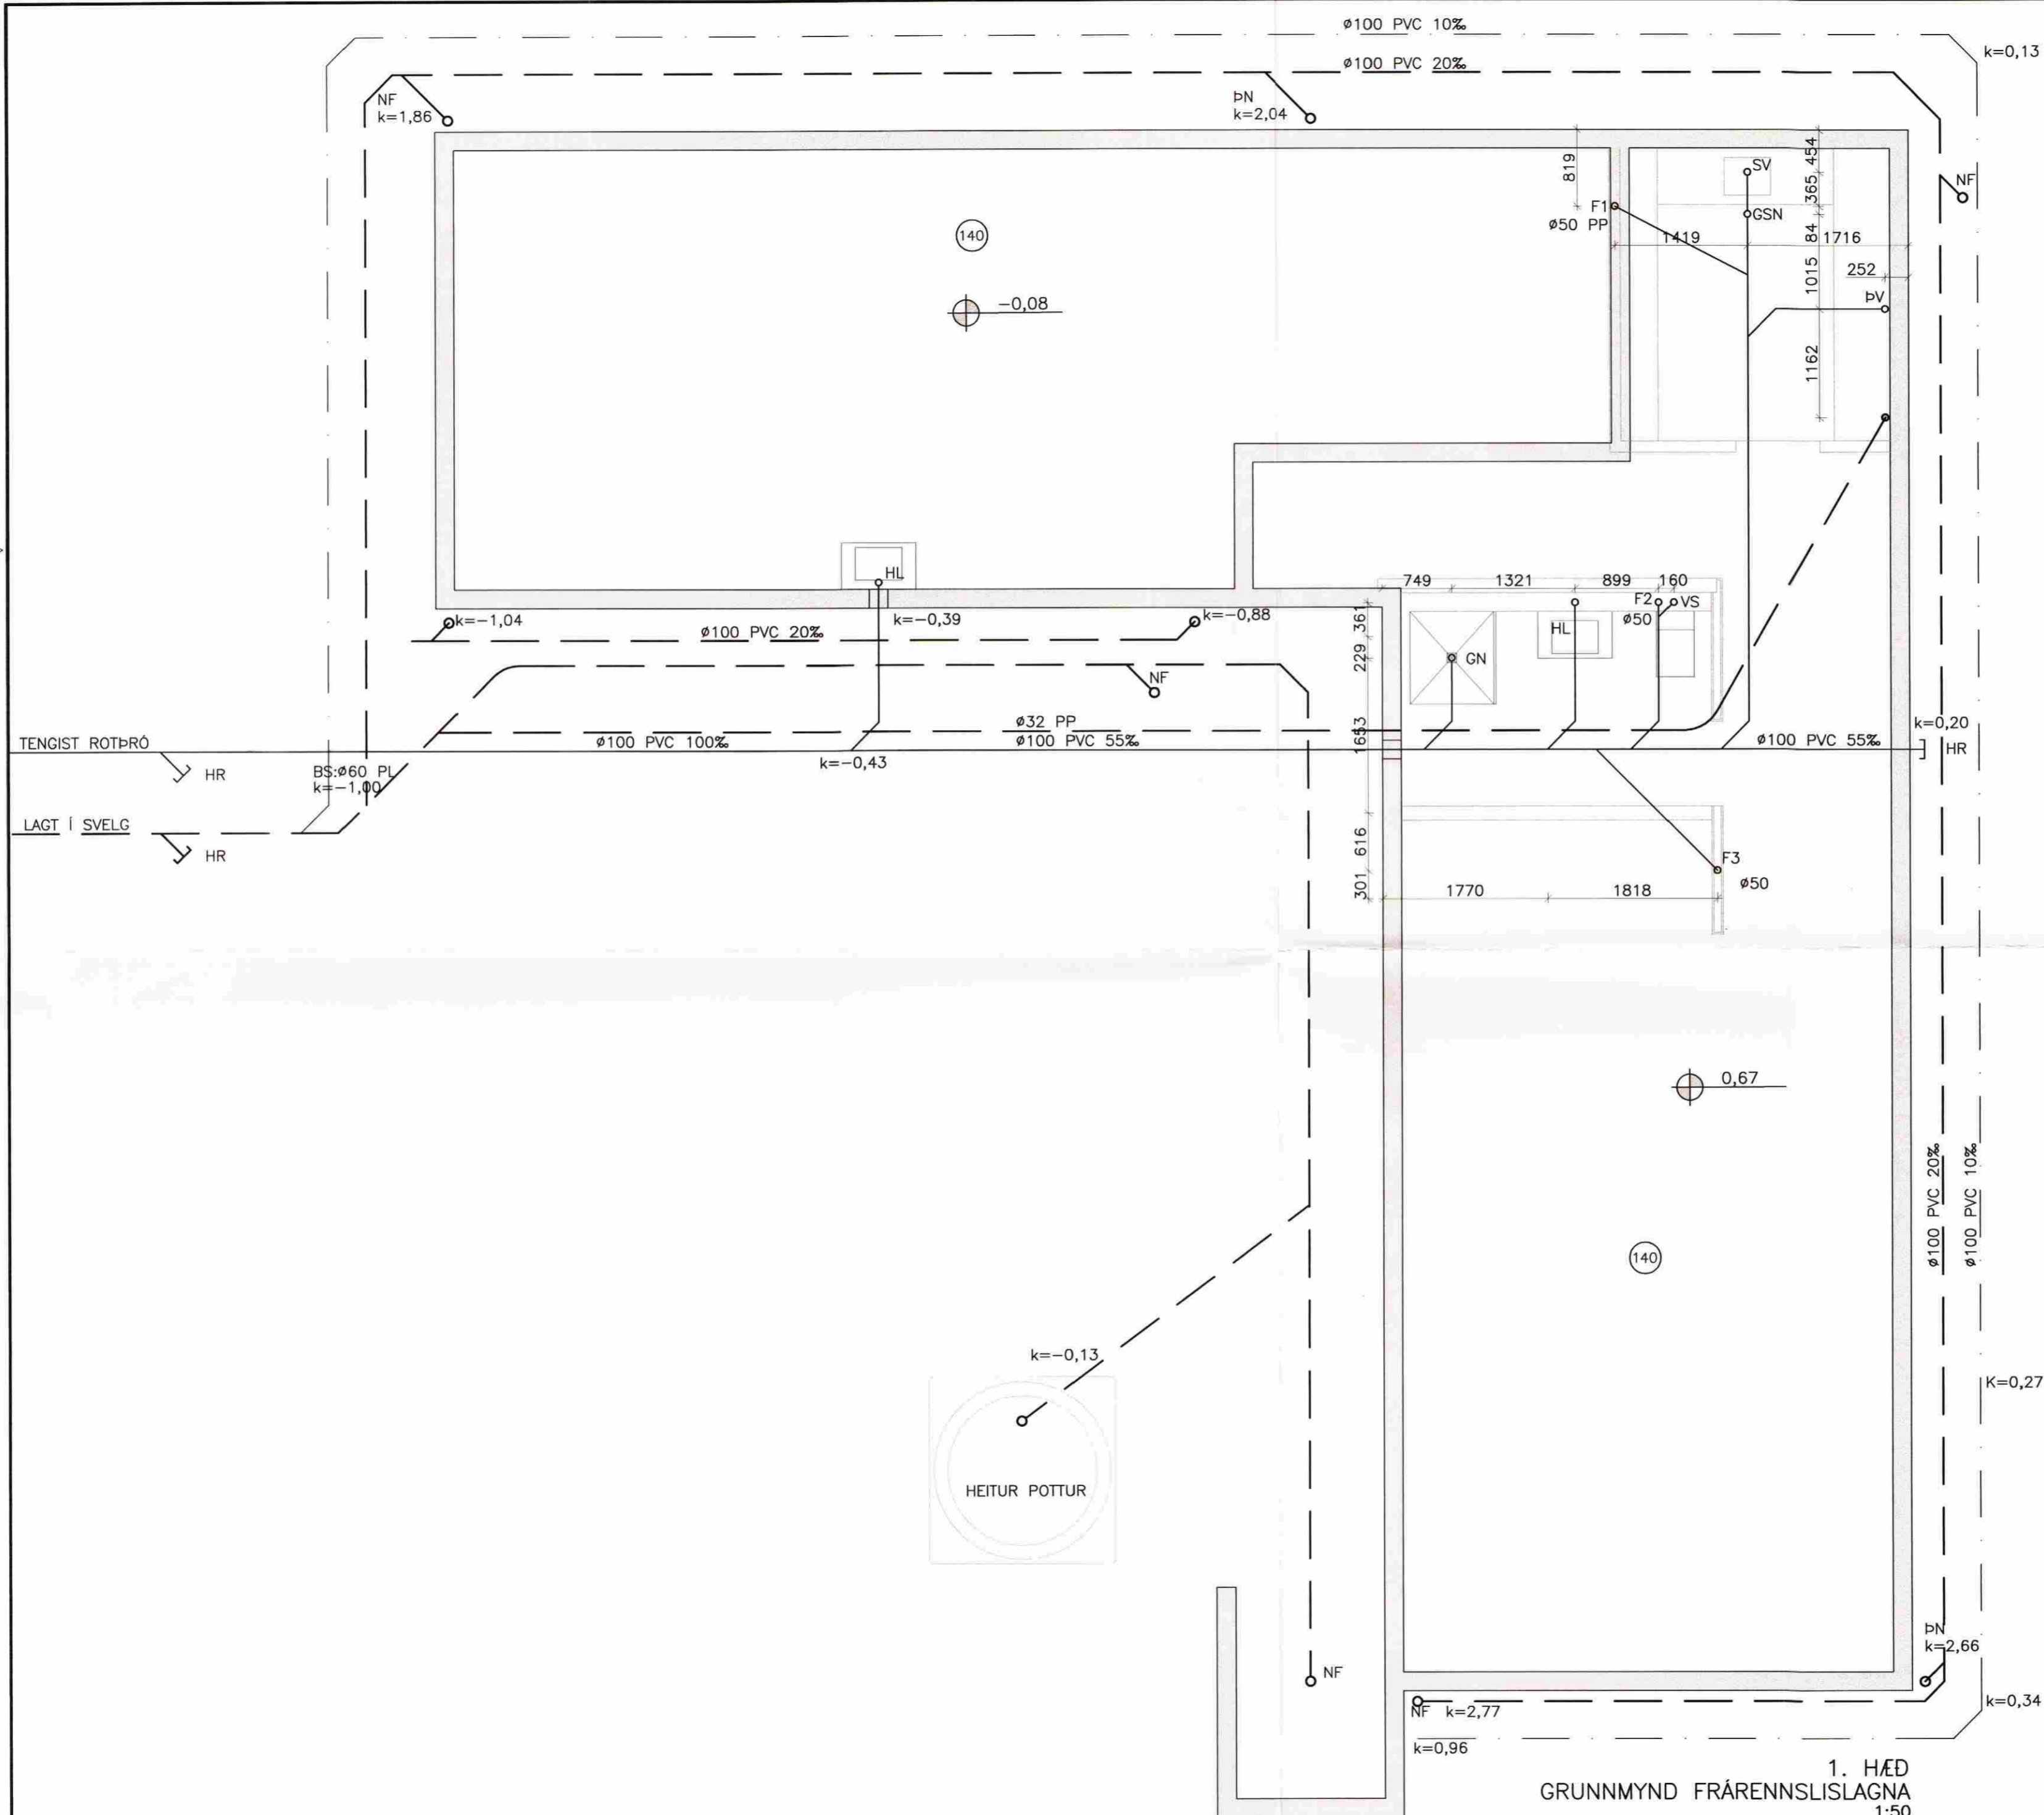 ø100 PVC 10‰
k=0,13
ø100 PVC 20‰
NF
k=1,86
ÞN
k=2,04
819
454
365
SV
NF
F1
ø50 PP
GSN
84
1419
1716
140
1015
252
ÞV
-0,08
1162
HL
749
1321
899
160
k=-1,04
k=-0,39
k=-0,88
ø100 PVC 20‰
361
229
F2
VS
ø50
HL
GN
NF
ø32 PP
k=0,20
TENGIST ROTÞRÓ
ø100 PVC 100‰
ø100 PVC 55‰
1653
ø100 PVC 55‰
HR
HR
k=-0,43
BS:ø60 PL
k=-1,00
LAGT Í SVELG
HR
616
F3
301
1770
1818
ø50
0,67
ø100 PVC 20‰
ø100 PVC 10‰
140
k=-0,13
K=0,27
HEITUR POTTUR
ÞN
k=2,66
NF
NF k=2,77
k=0,34
k=0,96
1. HÆÐ
GRUNNMYND FRÁRENNSLISLAGNA
1:50